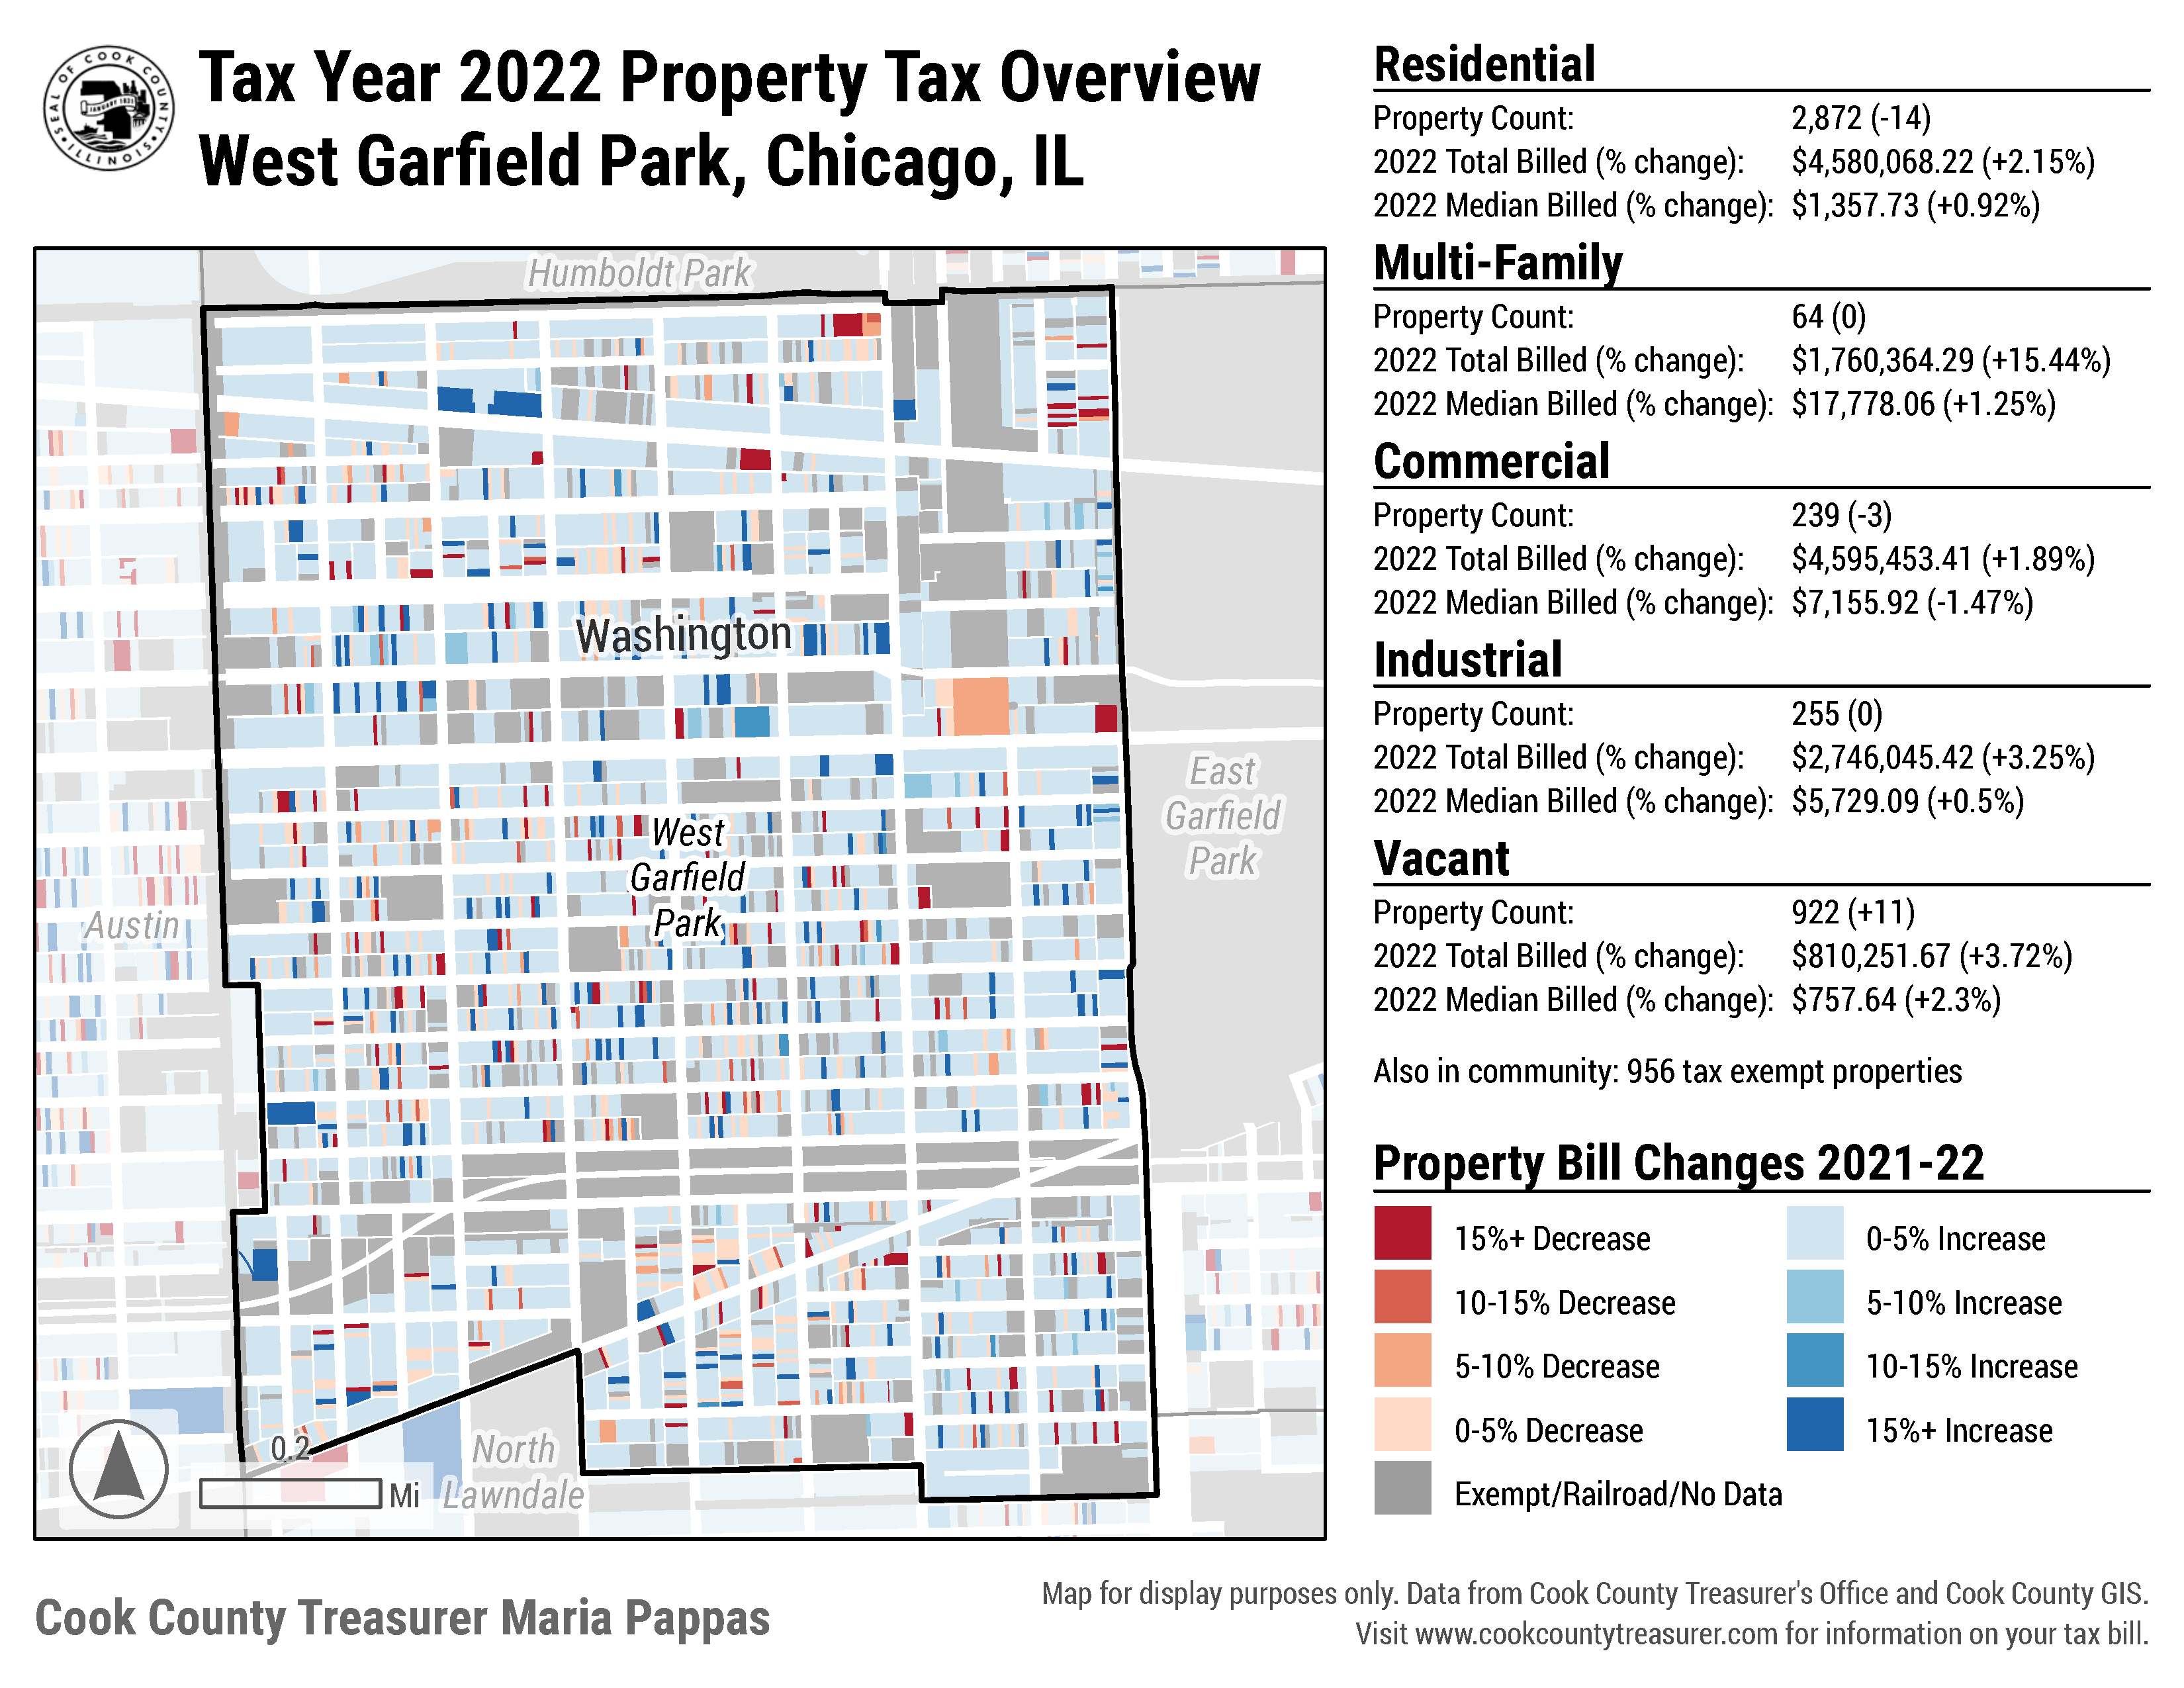 SEAL OF COOK COUNTY
ILLINOIS
JANUARY 1831
Tax Year 2022 Property Tax Overview
West Garfield Park, Chicago, IL
Humboldt Park
Washington
West
Garfield
Park
East
Garfield
Park
Austin
North
Lawndale
0.2
Mi
Residential
Property Count: 2,872 (-14)
2022 Total Billed (% change): $4,580,068.22 (+2.15%)
2022 Median Billed (% change): $1,357.73 (+0.92%)
Multi-Family
Property Count: 64 (0)
2022 Total Billed (% change): $1,760,364.29 (+15.44%)
2022 Median Billed (% change): $17,778.06 (+1.25%)
Commercial
Property Count: 239 (-3)
2022 Total Billed (% change): $4,595,453.41 (+1.89%)
2022 Median Billed (% change): $7,155.92 (-1.47%)
Industrial
Property Count: 255 (0)
2022 Total Billed (% change): $2,746,045.42 (+3.25%)
2022 Median Billed (% change): $5,729.09 (+0.5%)
Vacant
Property Count: 922 (+11)
2022 Total Billed (% change): $810,251.67 (+3.72%)
2022 Median Billed (% change): $757.64 (+2.3%)
Also in community: 956 tax exempt properties
Property Bill Changes 2021-22
15%+ Decrease
10-15% Decrease
5-10% Decrease
0-5% Decrease
Exempt/Railroad/No Data
0-5% Increase
5-10% Increase
10-15% Increase
15%+ Increase
Cook County Treasurer Maria Pappas
Map for display purposes only. Data from Cook County Treasurer's Office and Cook County GIS.
Visit www.cookcountytreasurer.com for information on your tax bill.